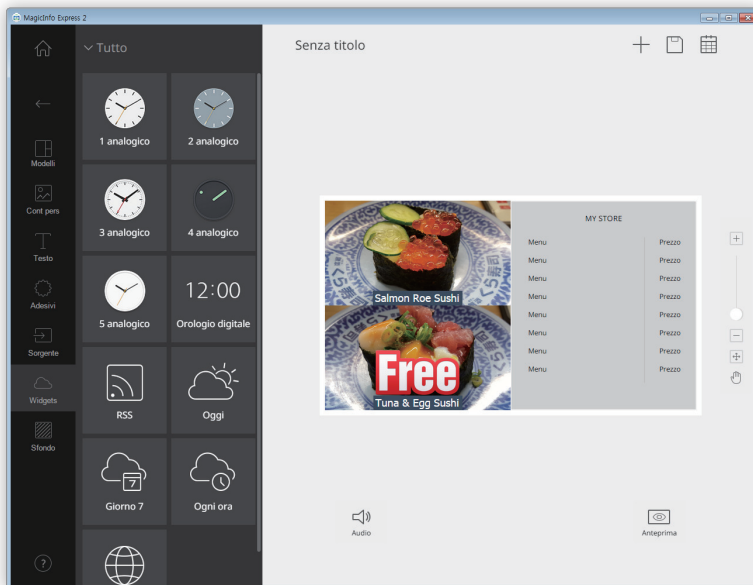 MagicInfo Express 2
Tutto
Senza titolo
Modelli
Cont pers
Testo
Adesivi
Sorgente
Widgets
Sfondo
?
1 analogico
2 analogico
3 analogico
4 analogico
5 analogico
12:00
Orologio digitale
RSS
Oggi
7
Giorno 7
Ogni ora
Salmon Roe Sushi
Free
Tuna & Egg Sushi
MY STORE
Menu Prezzo
Menu Prezzo
Menu Prezzo
Menu Prezzo
Menu Prezzo
Menu Prezzo
Menu Prezzo
Menu Prezzo
Audio
Anteprima